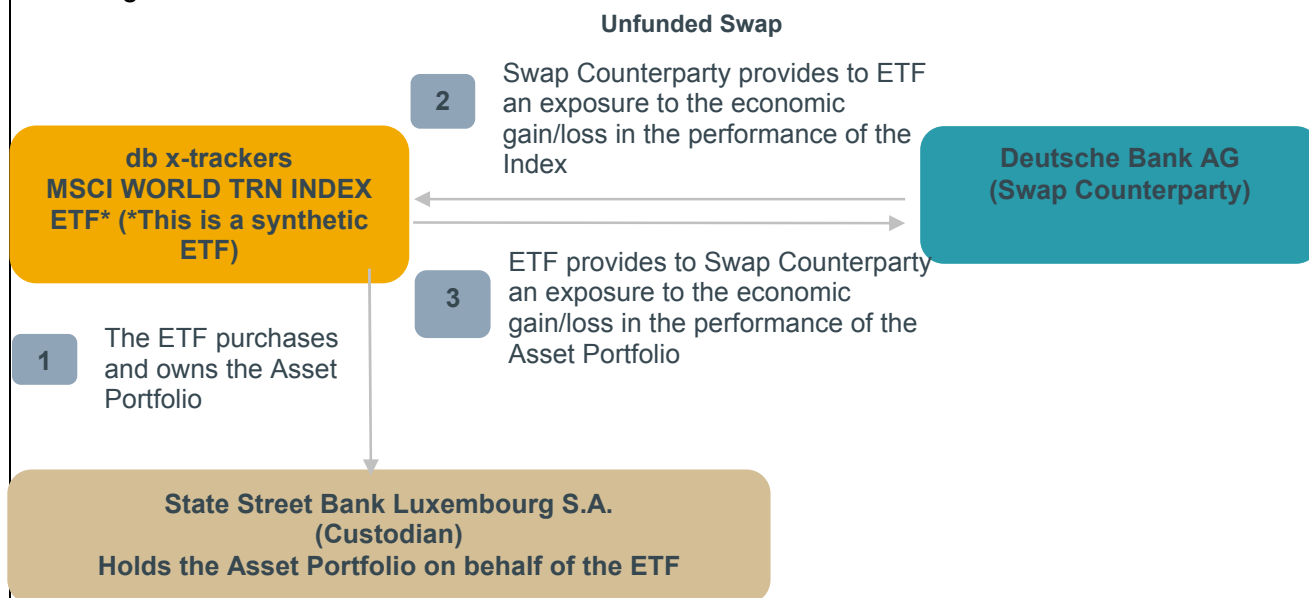 Unfunded Swap
2
Swap Counterparty provides to ETF
an exposure to the economic
gain/loss in the performance of the
Index
db x-trackers
MSCI WORLD TRN INDEX
ETF* (*This is a synthetic
ETF)
Deutsche Bank AG
(Swap Counterparty)
3
ETF provides to Swap Counterparty
an exposure to the economic
gain/loss in the performance of the
Asset Portfolio
1
The ETF purchases
and owns the Asset
Portfolio
State Street Bank Luxembourg S.A.
(Custodian)
Holds the Asset Portfolio on behalf of the ETF